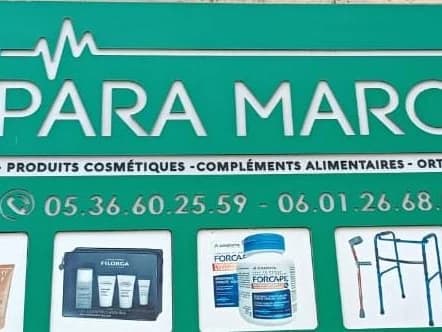 PARA MARO
- PRODUITS COSMÉTIQUES -COMPLÉMENTS ALIMENTAIRES - ORT
05.36.60.25.59 - 06.01.26.68.
FILORGA
FORCAPIL
FORCAPIL